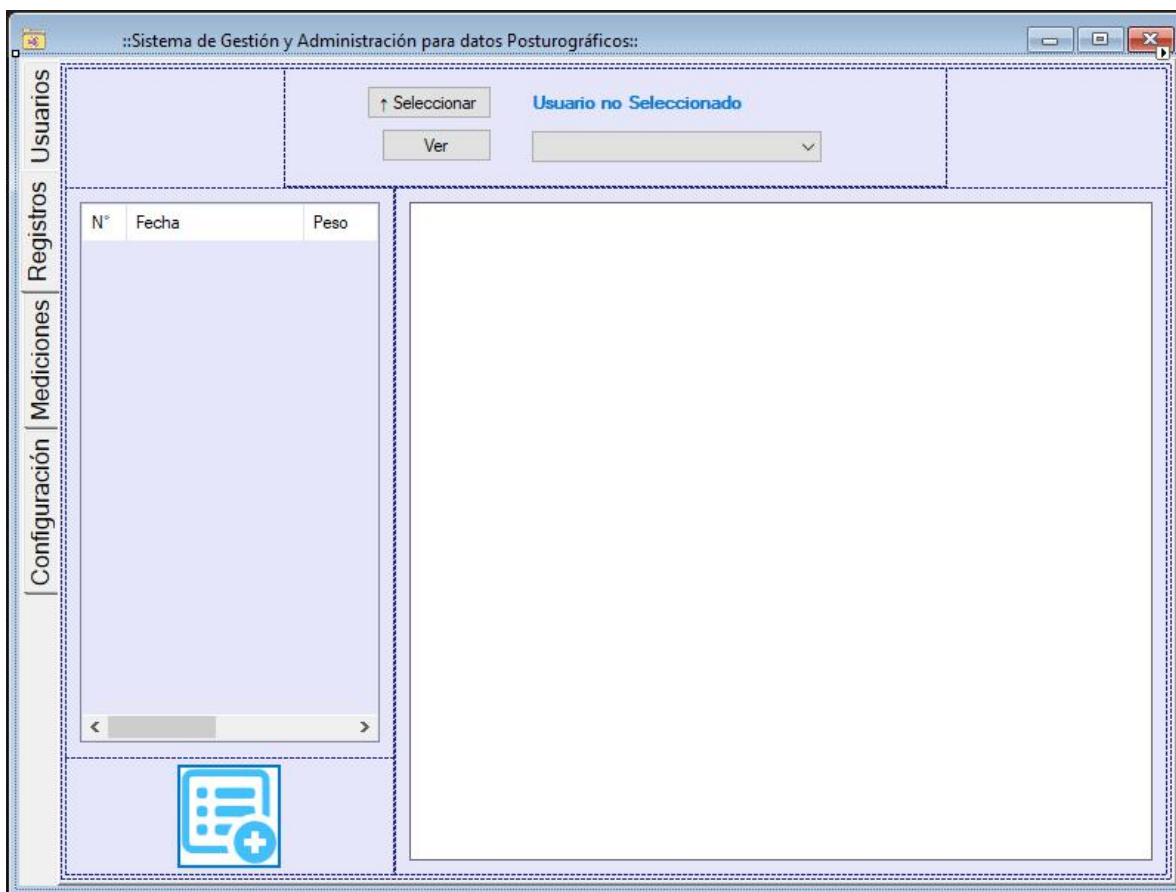 ::Sistema de Gestión y Administración para datos Posturográficos::
Usuarios
Registros
Mediciones
Configuración
↑ Seleccionar
Usuario no Seleccionado
Ver
N° Fecha Peso